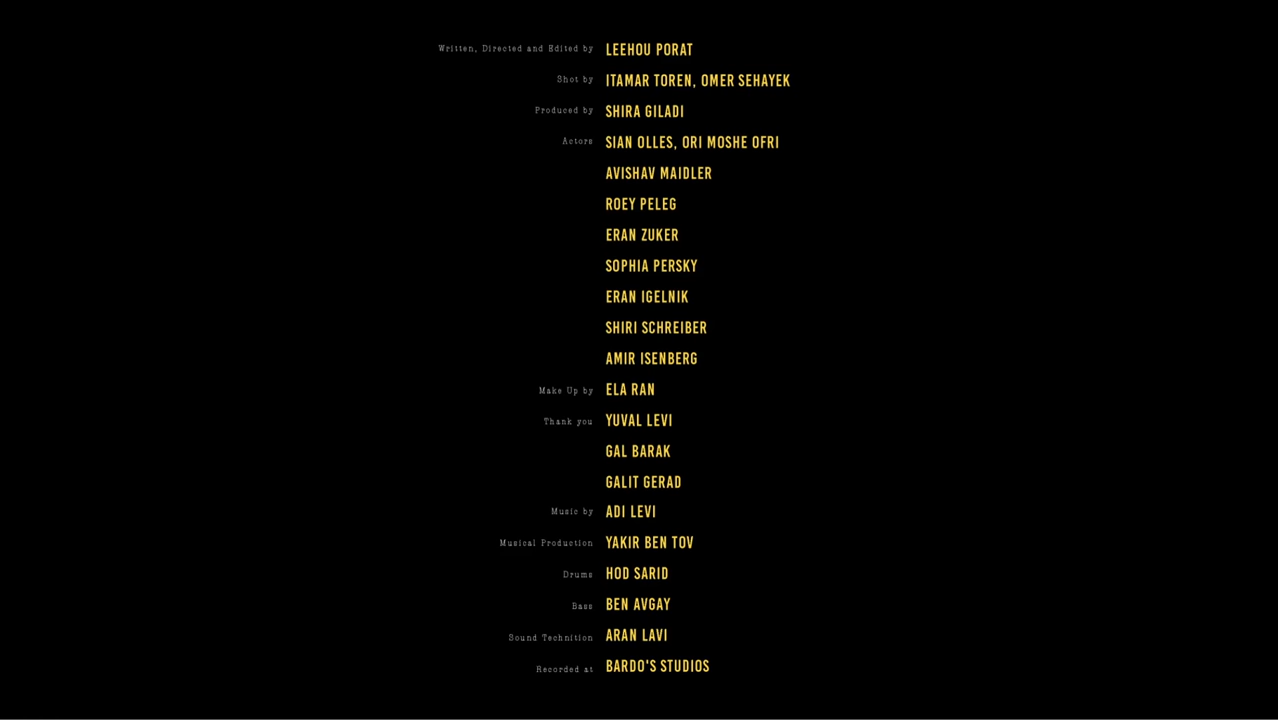 Written, Directed and Edited by LEEHOU PORAT
Shot by ITAMAR TOREN, OMER SEHAYEK
Produced by SHIRA GILADI
Actors SIAN OLLES, ORI MOSHE OFRI
AVISHAV MAIDLER
ROEY PELEG
ERAN ZUKER
SOPHIA PERSKY
ERAN IGELNIK
SHIRI SCHREIBER
AMIR ISENBERG
Make Up by ELA RAN
Thank you YUVAL LEVI
GAL BARAK
GALIT GERAD
Music by ADI LEVI
Musical Production YAKIR BEN TOV
Drums HOD SARID
Bass BEN AVGAY
Sound Technition ARAN LAVI
Recorded at BARDO'S STUDIOS